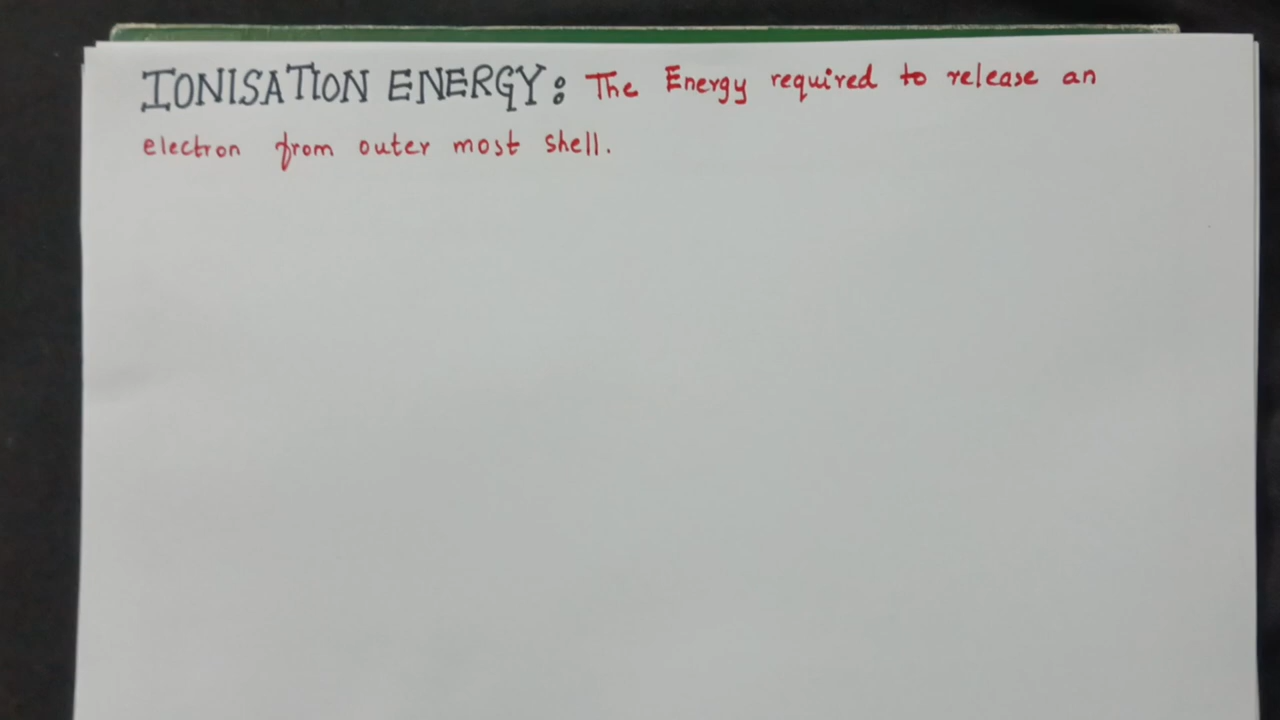 IONISATION ENERGY: The Energy required to release an
electron from outer most shell.